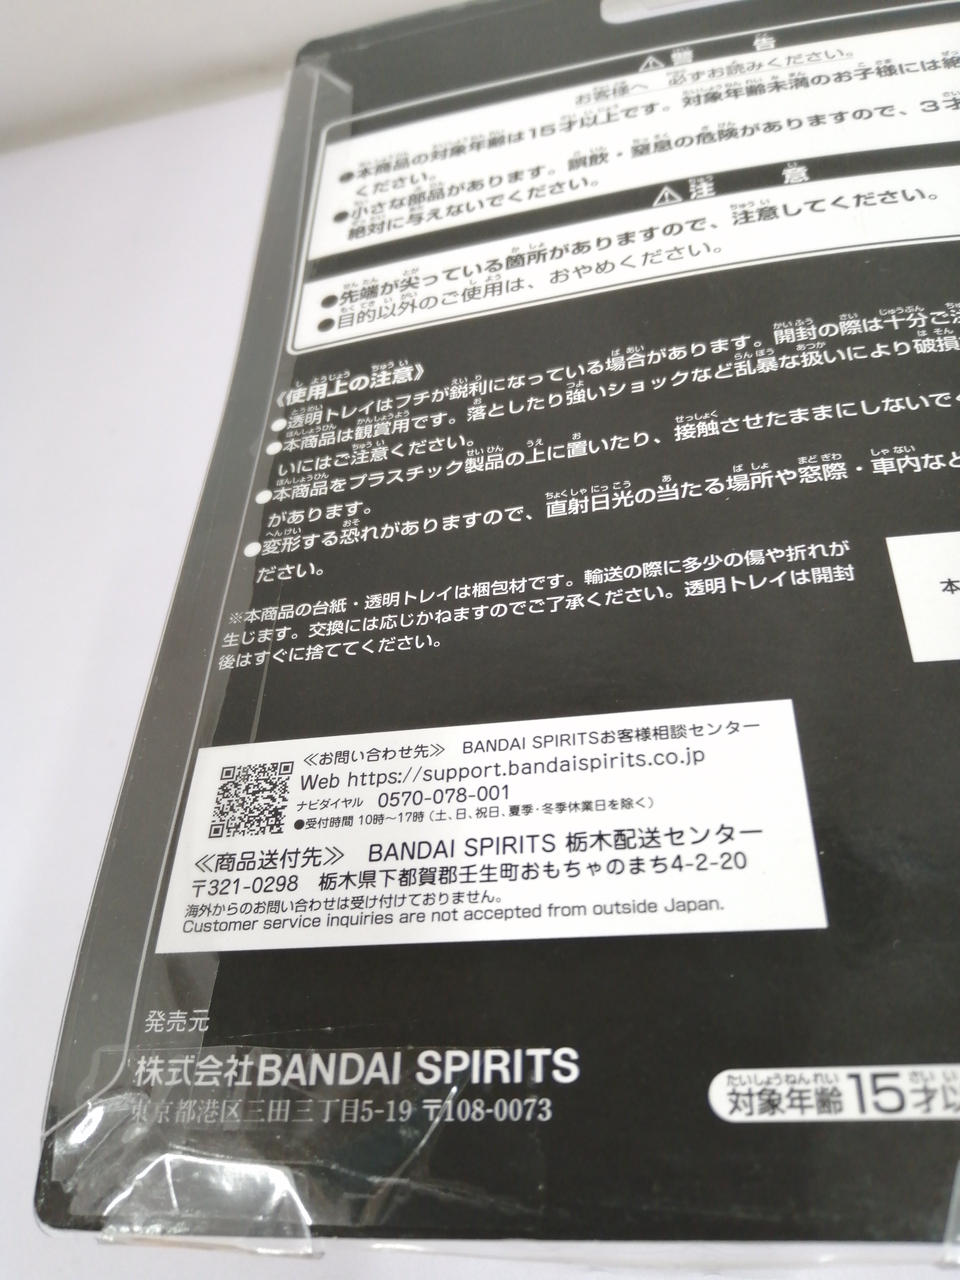 ⚠警告
お客様へ 必ずお読みください。
●本商品の対象年齢は15才以上です。対象年齢未満のお子様には絶
ください。
●小さな部品があります。誤飲・窒息の危険がありますので、3才
絶対に与えないでください。
⚠注意
●先端が尖っている箇所がありますので、注意してください。
●目的以外のご使用は、おやめください。
《使用上の注意》
●透明トレイはフチが鋭利になっている場合があります。開封の際は十分ご注
●本商品は観賞用です。落としたり強いショックなど乱暴な扱いにより破損
いにはご注意ください。
●本商品をプラスチック製品の上に置いたり、接触させたままにしないでく
があります。
●変形する恐れがありますので、直射日光の当たる場所や窓際・車内など
ださい。
※本商品の台紙・透明トレイは梱包材です。輸送の際に多少の傷や折れが
生じます。交換には応じかねますのでご了承ください。透明トレイは開封
後はすぐに捨ててください。
本
≪お問い合わせ先≫ BANDAI SPIRITSお客様相談センター
Web https://support.bandaispirits.co.jp
ナビダイヤル 0570-078-001
●受付時間 10時〜17時（土、日、祝日、夏季・冬季休業日を除く）
≪商品送付先≫ BANDAI SPIRITS 栃木配送センター
〒321-0298 栃木県下都賀郡壬生町おもちゃのまち4-2-20
海外からのお問い合わせは受け付けておりません。
Customer service inquiries are not accepted from outside Japan.
発売元
株式会社BANDAI SPIRITS
東京都港区三田三丁目5-19 〒108-0073
対象年齢15才以